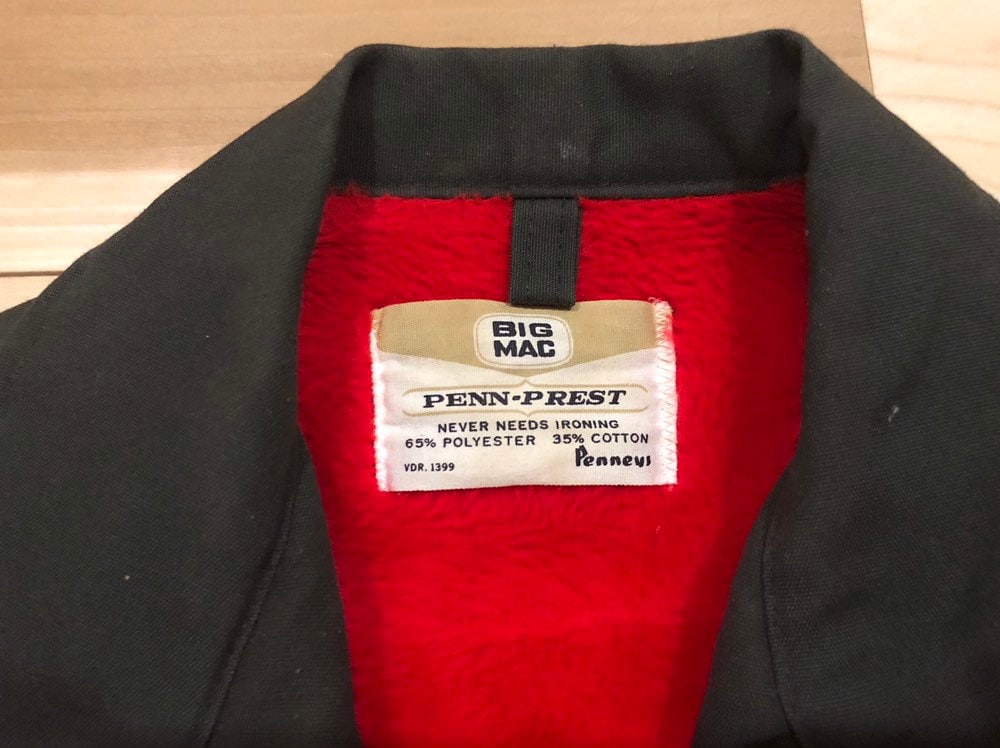 BIG
MAC
PENN-PREST
NEVER NEEDS IRONING
65% POLYESTER 35% COTTON
VDR. 1399 Penneys